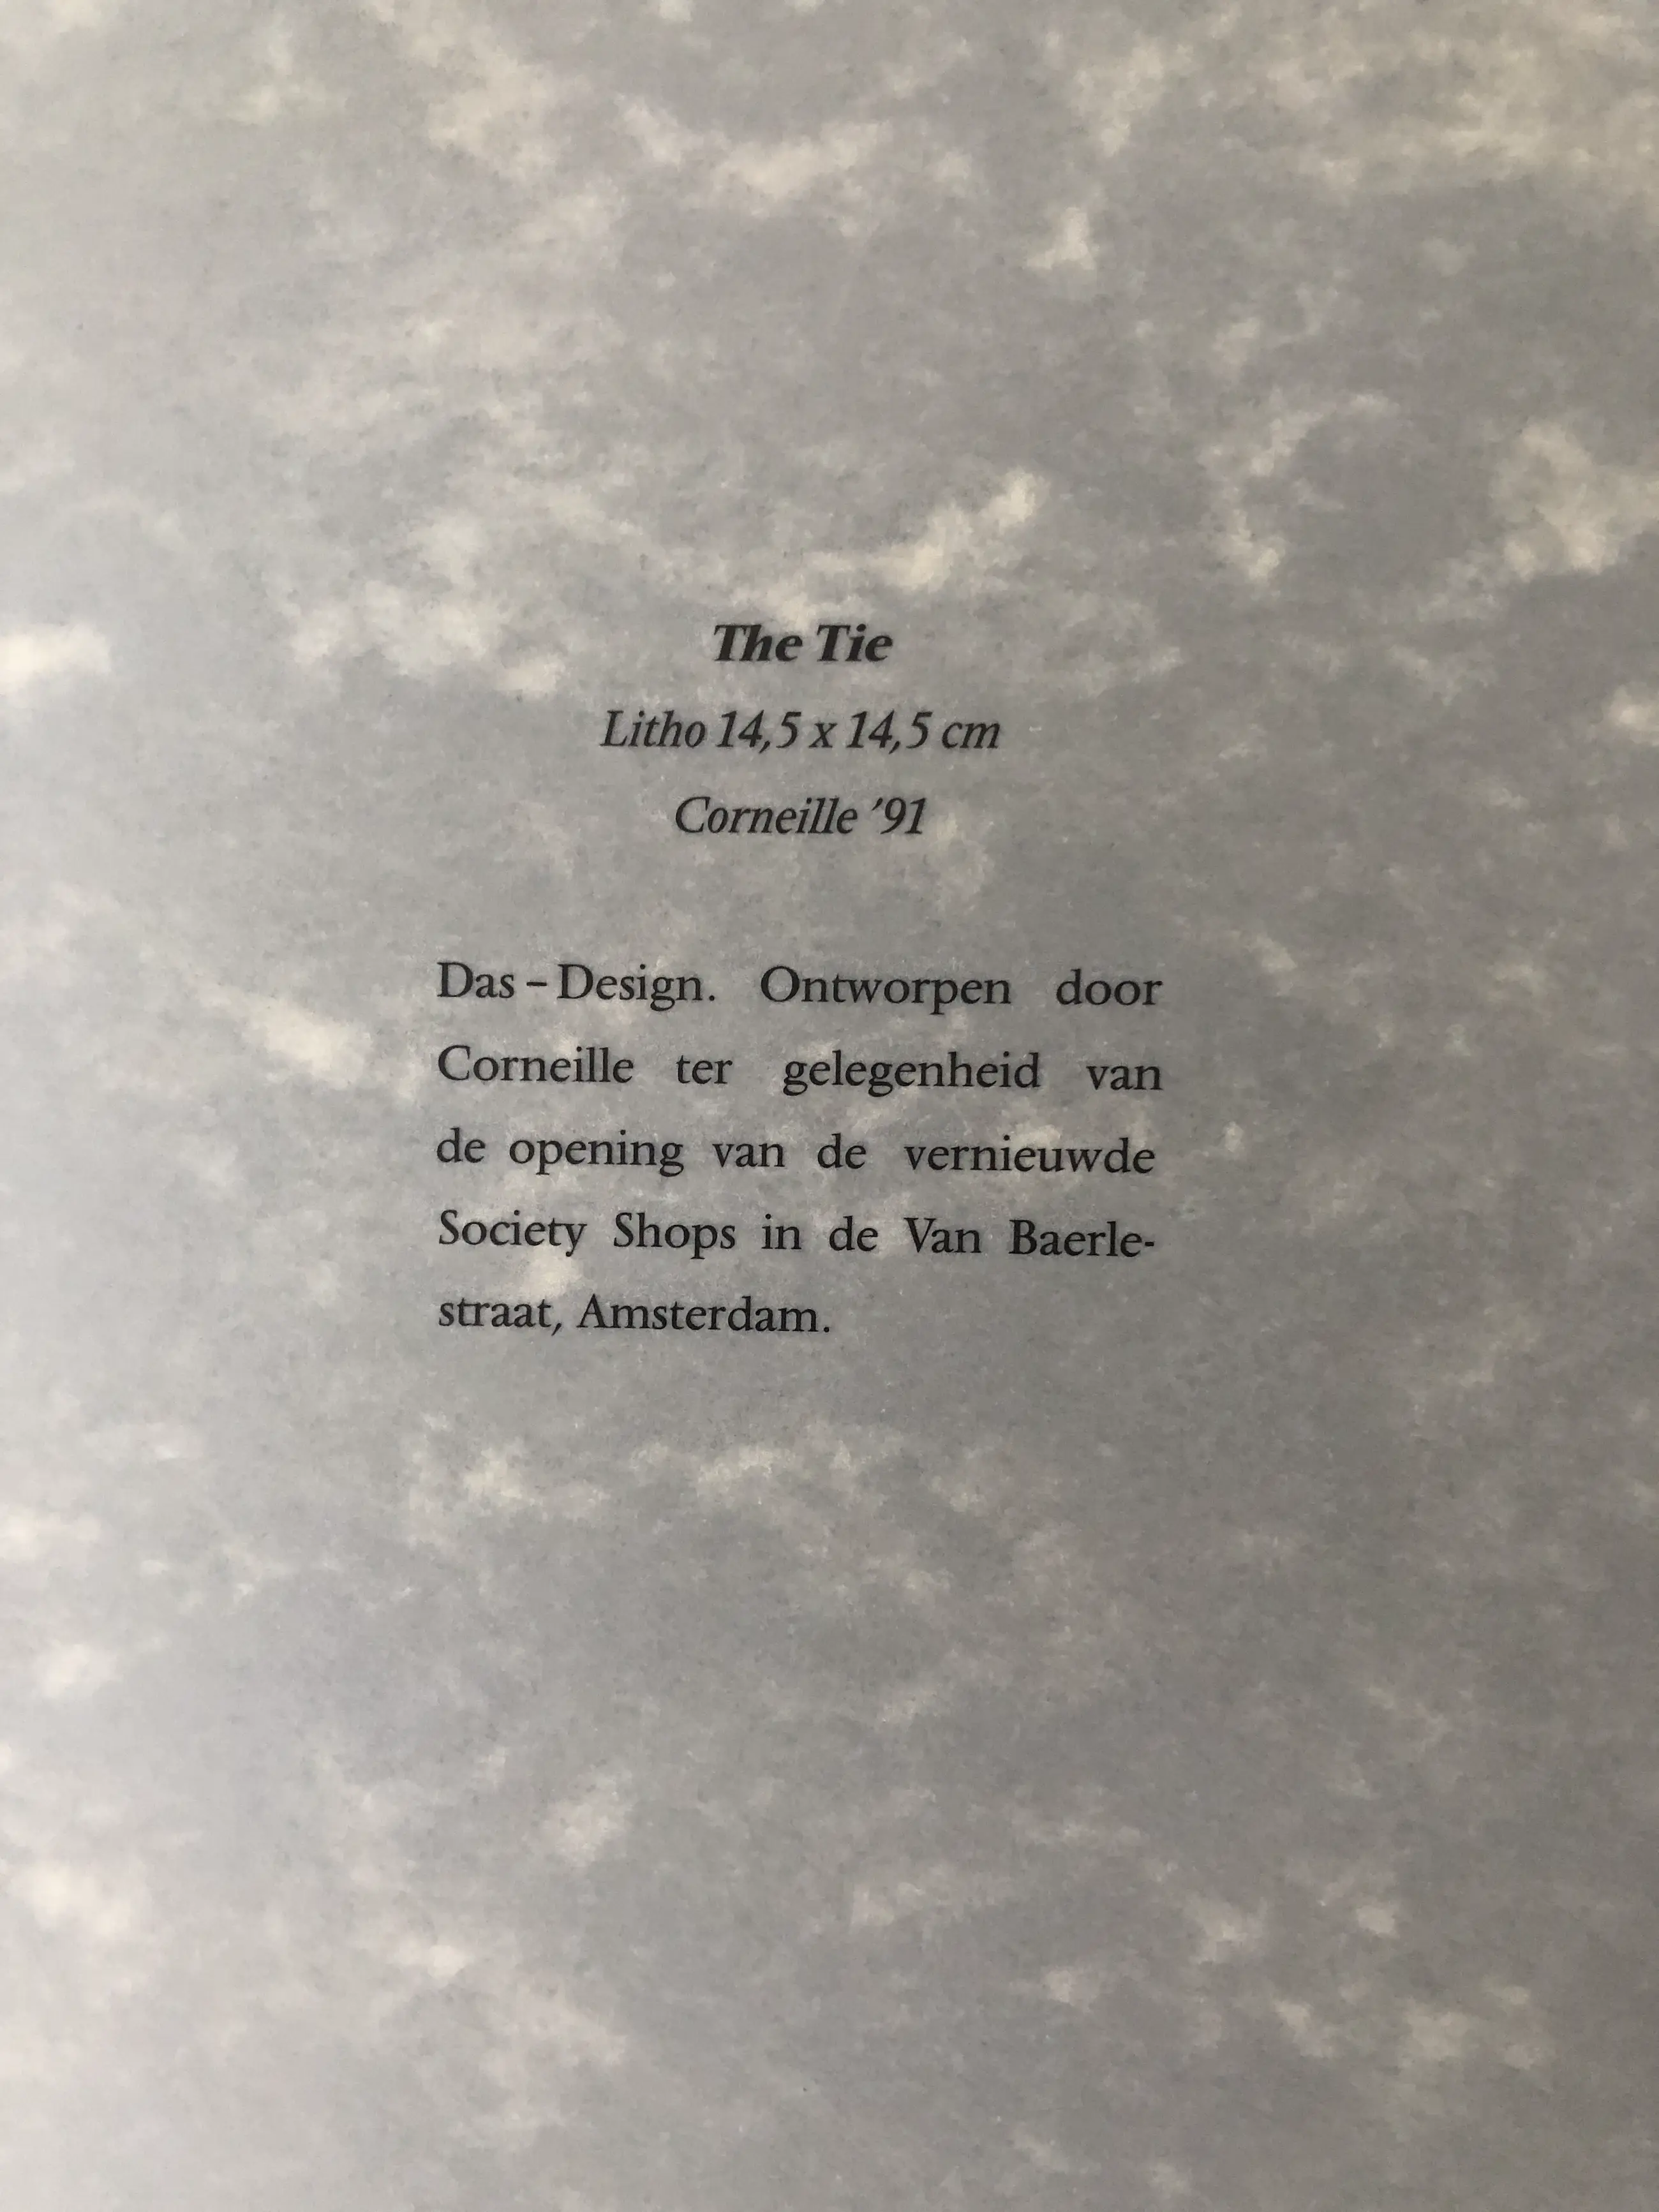 The Tie
Litho 14,5 x 14,5 cm
Corneille ’91
Das – Design. Ontworpen door
Corneille ter gelegenheid van
de opening van de vernieuwde
Society Shops in de Van Baerle-
straat, Amsterdam.